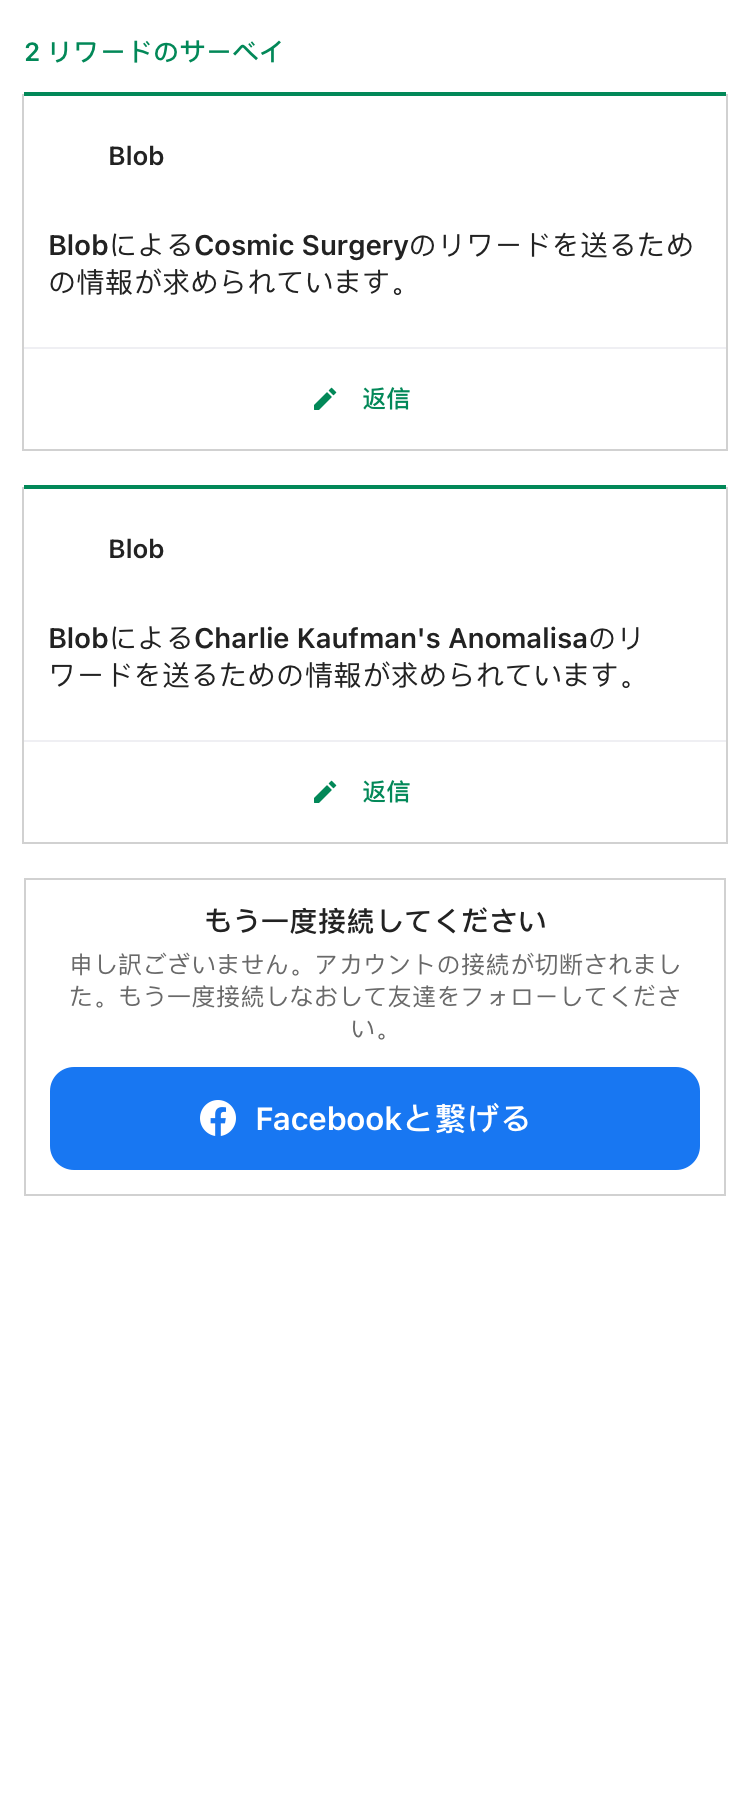 2 リワードのサーベイ
Blob
BlobによるCosmic Surgeryのリワードを送るため
の情報が求められています。
返信
Blob
BlobによるCharlie Kaufman's Anomalisaのリ
ワードを送るための情報が求められています。
返信
もう一度接続してください
申し訳ございません。アカウントの接続が切断されまし
た。もう一度接続しなおして友達をフォローしてくださ
い。
Facebookと繋げる